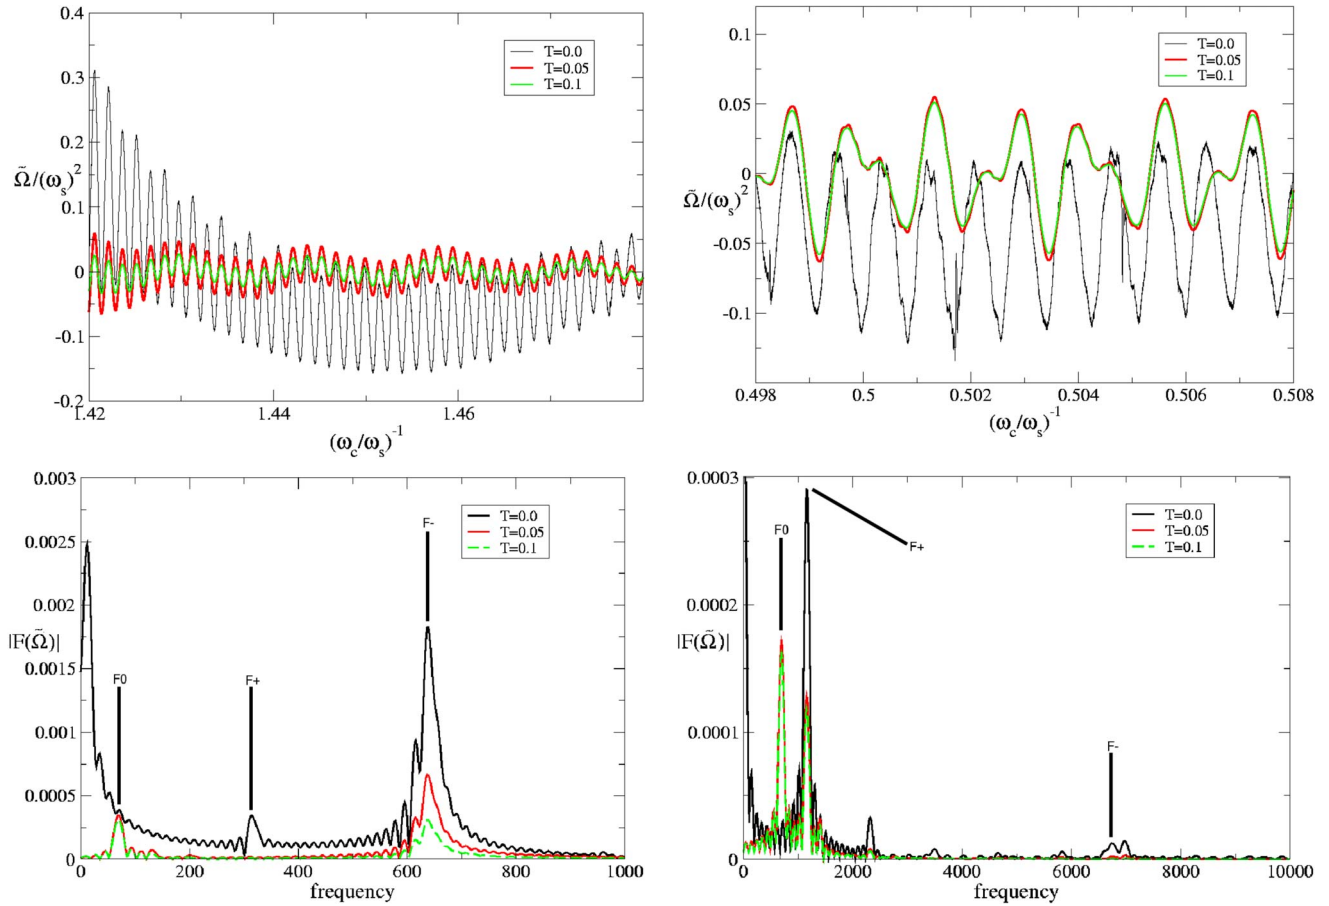 0.4
0.3
0.2
0.1
0
-0.1
-0.2
Ω̃/(ω_s)^2
T=0.0
T=0.05
T=0.1
1.42
1.44
1.46
(ω_c/ω_s)^-1
0.1
0.05
0
-0.05
-0.1
Ω̃/(ω_s)^2
T=0.0
T=0.05
T=0.1
0.498
0.5
0.502
0.504
0.506
0.508
(ω_c/ω_s)^-1
0.003
0.0025
0.002
|F(Ω̃)|
0.0015
0.001
0.0005
0
T=0.0
T=0.05
T=0.1
F0
F+
F-
0
200
400
600
800
1000
frequency
0.0003
0.0002
|F(Ω̃)|
0.0001
0
T=0.0
T=0.05
T=0.1
F0
F+
F-
0
2000
4000
6000
8000
10000
frequency